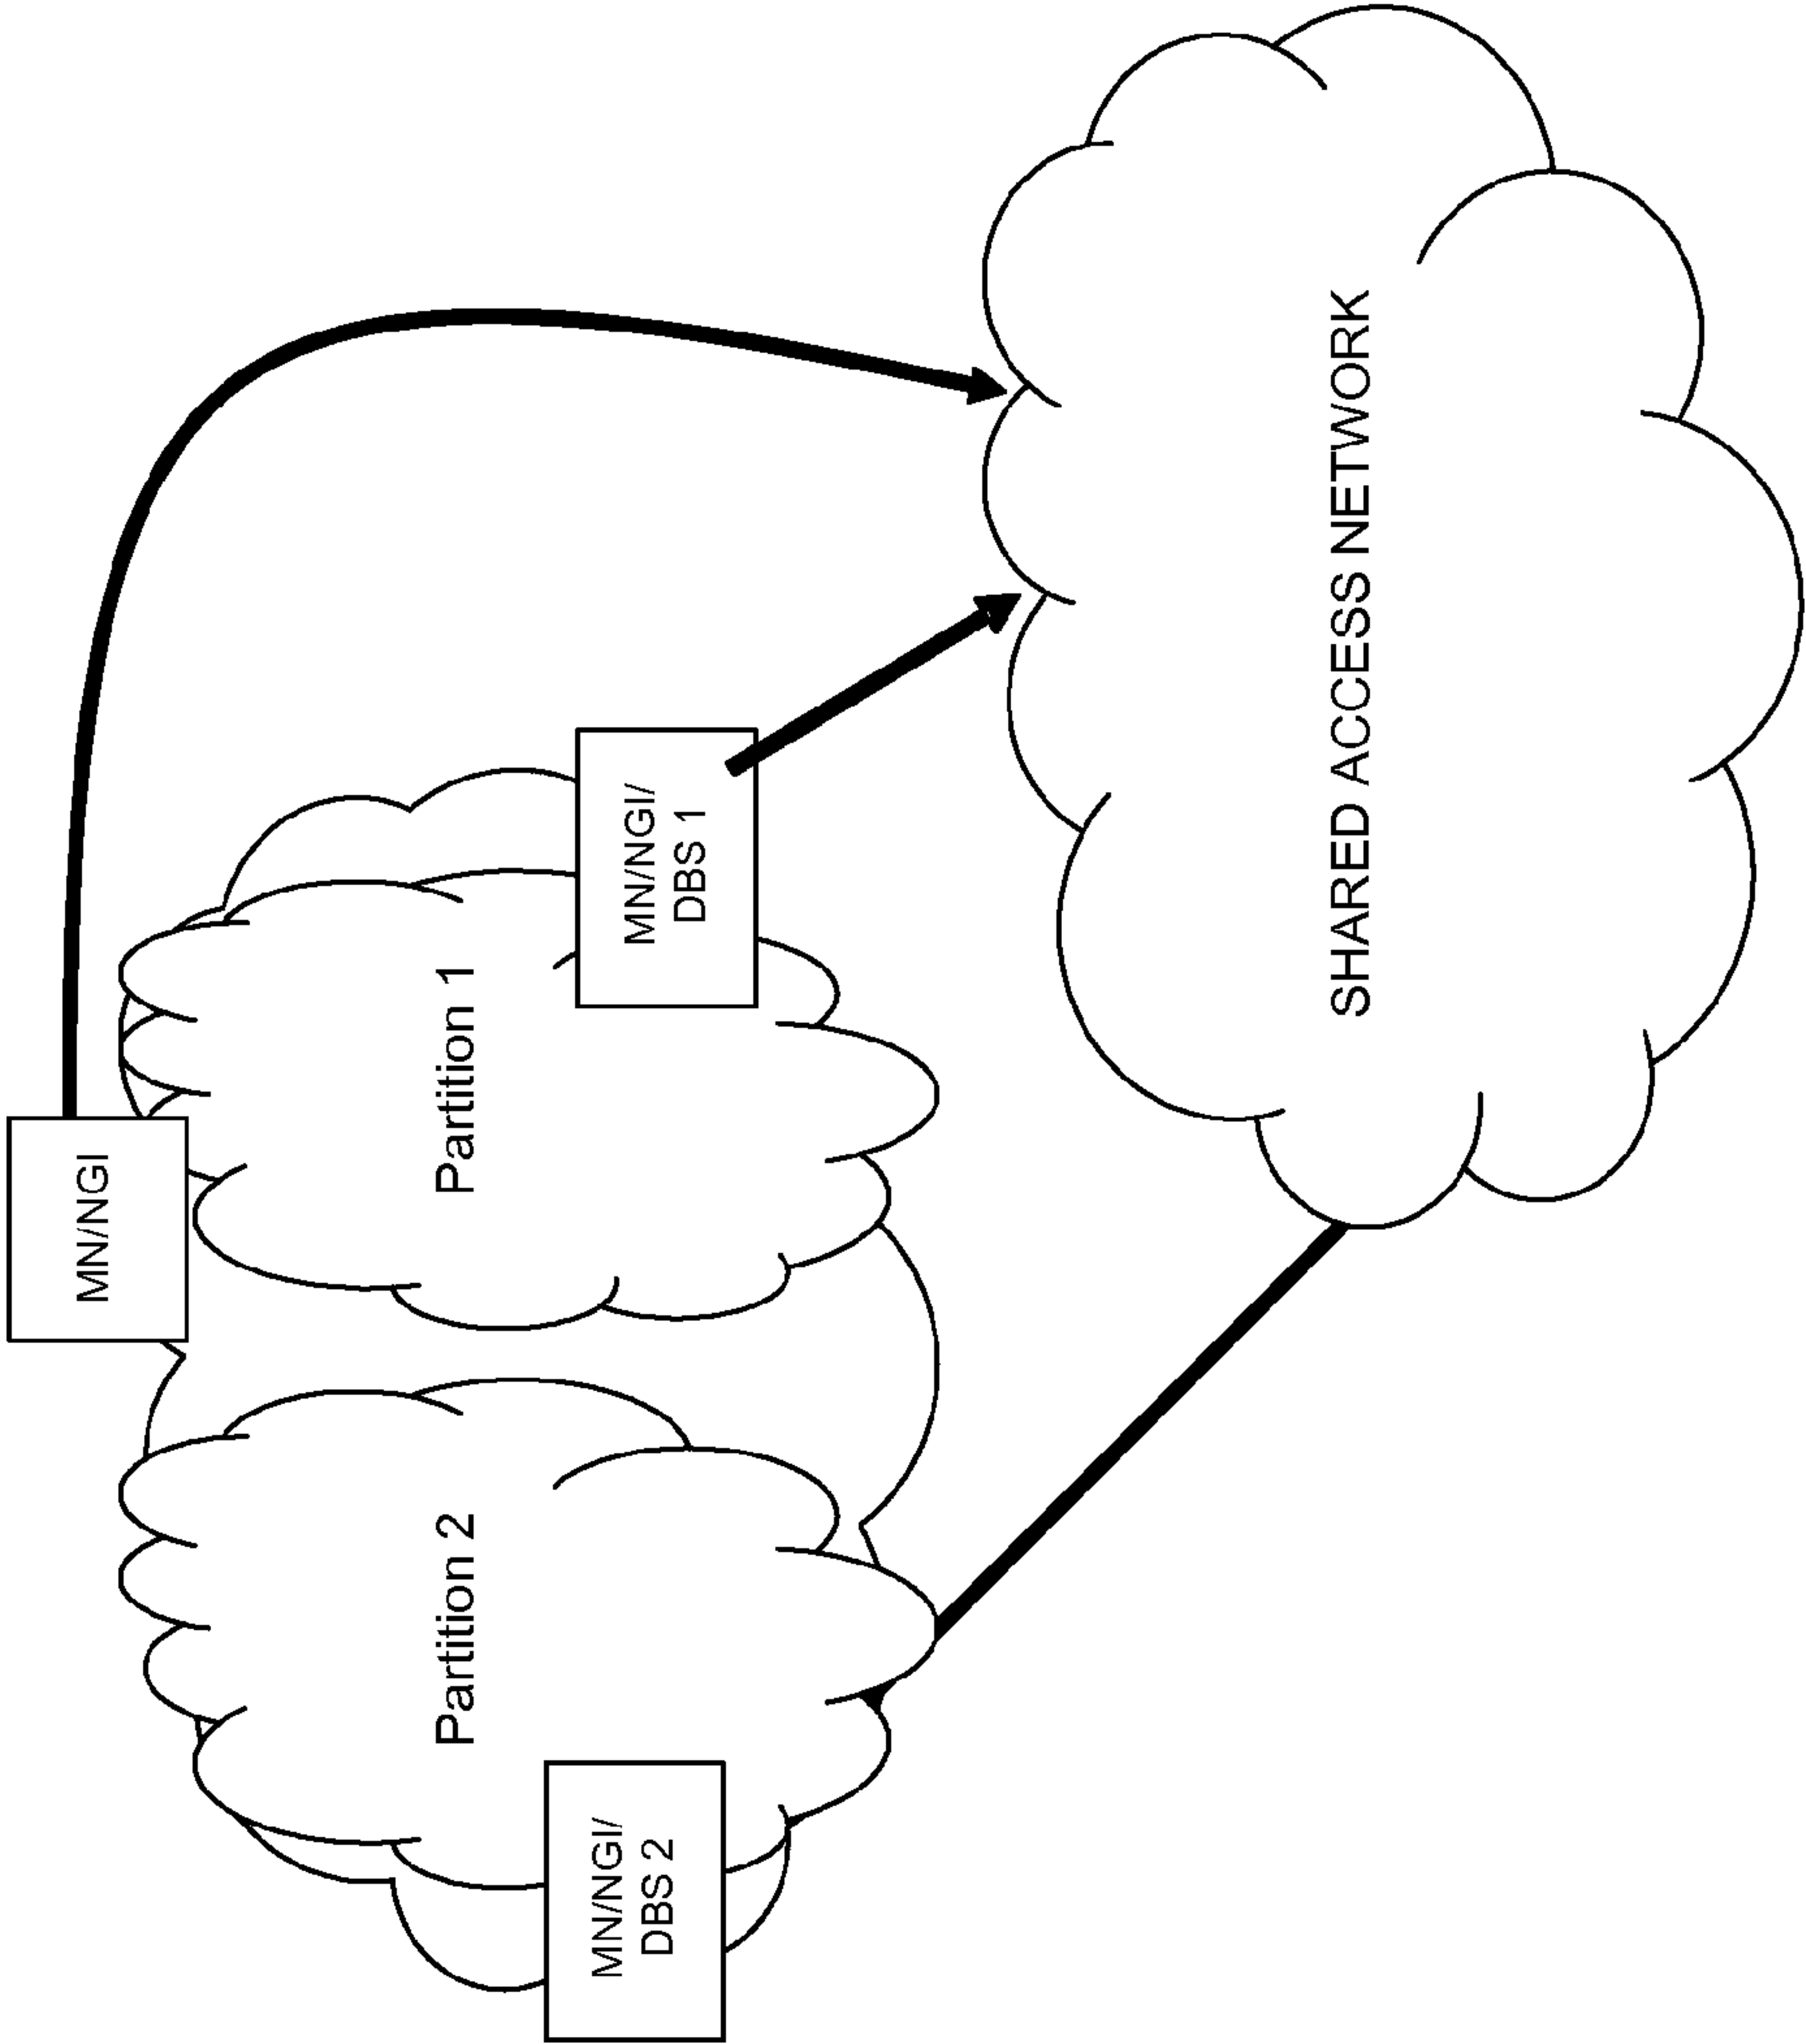 MN/NGI
Partition 2
Partition 1
MN/NGI/
DBS 2
MN/NGI/
DBS 1
SHARED ACCESS NETWORK